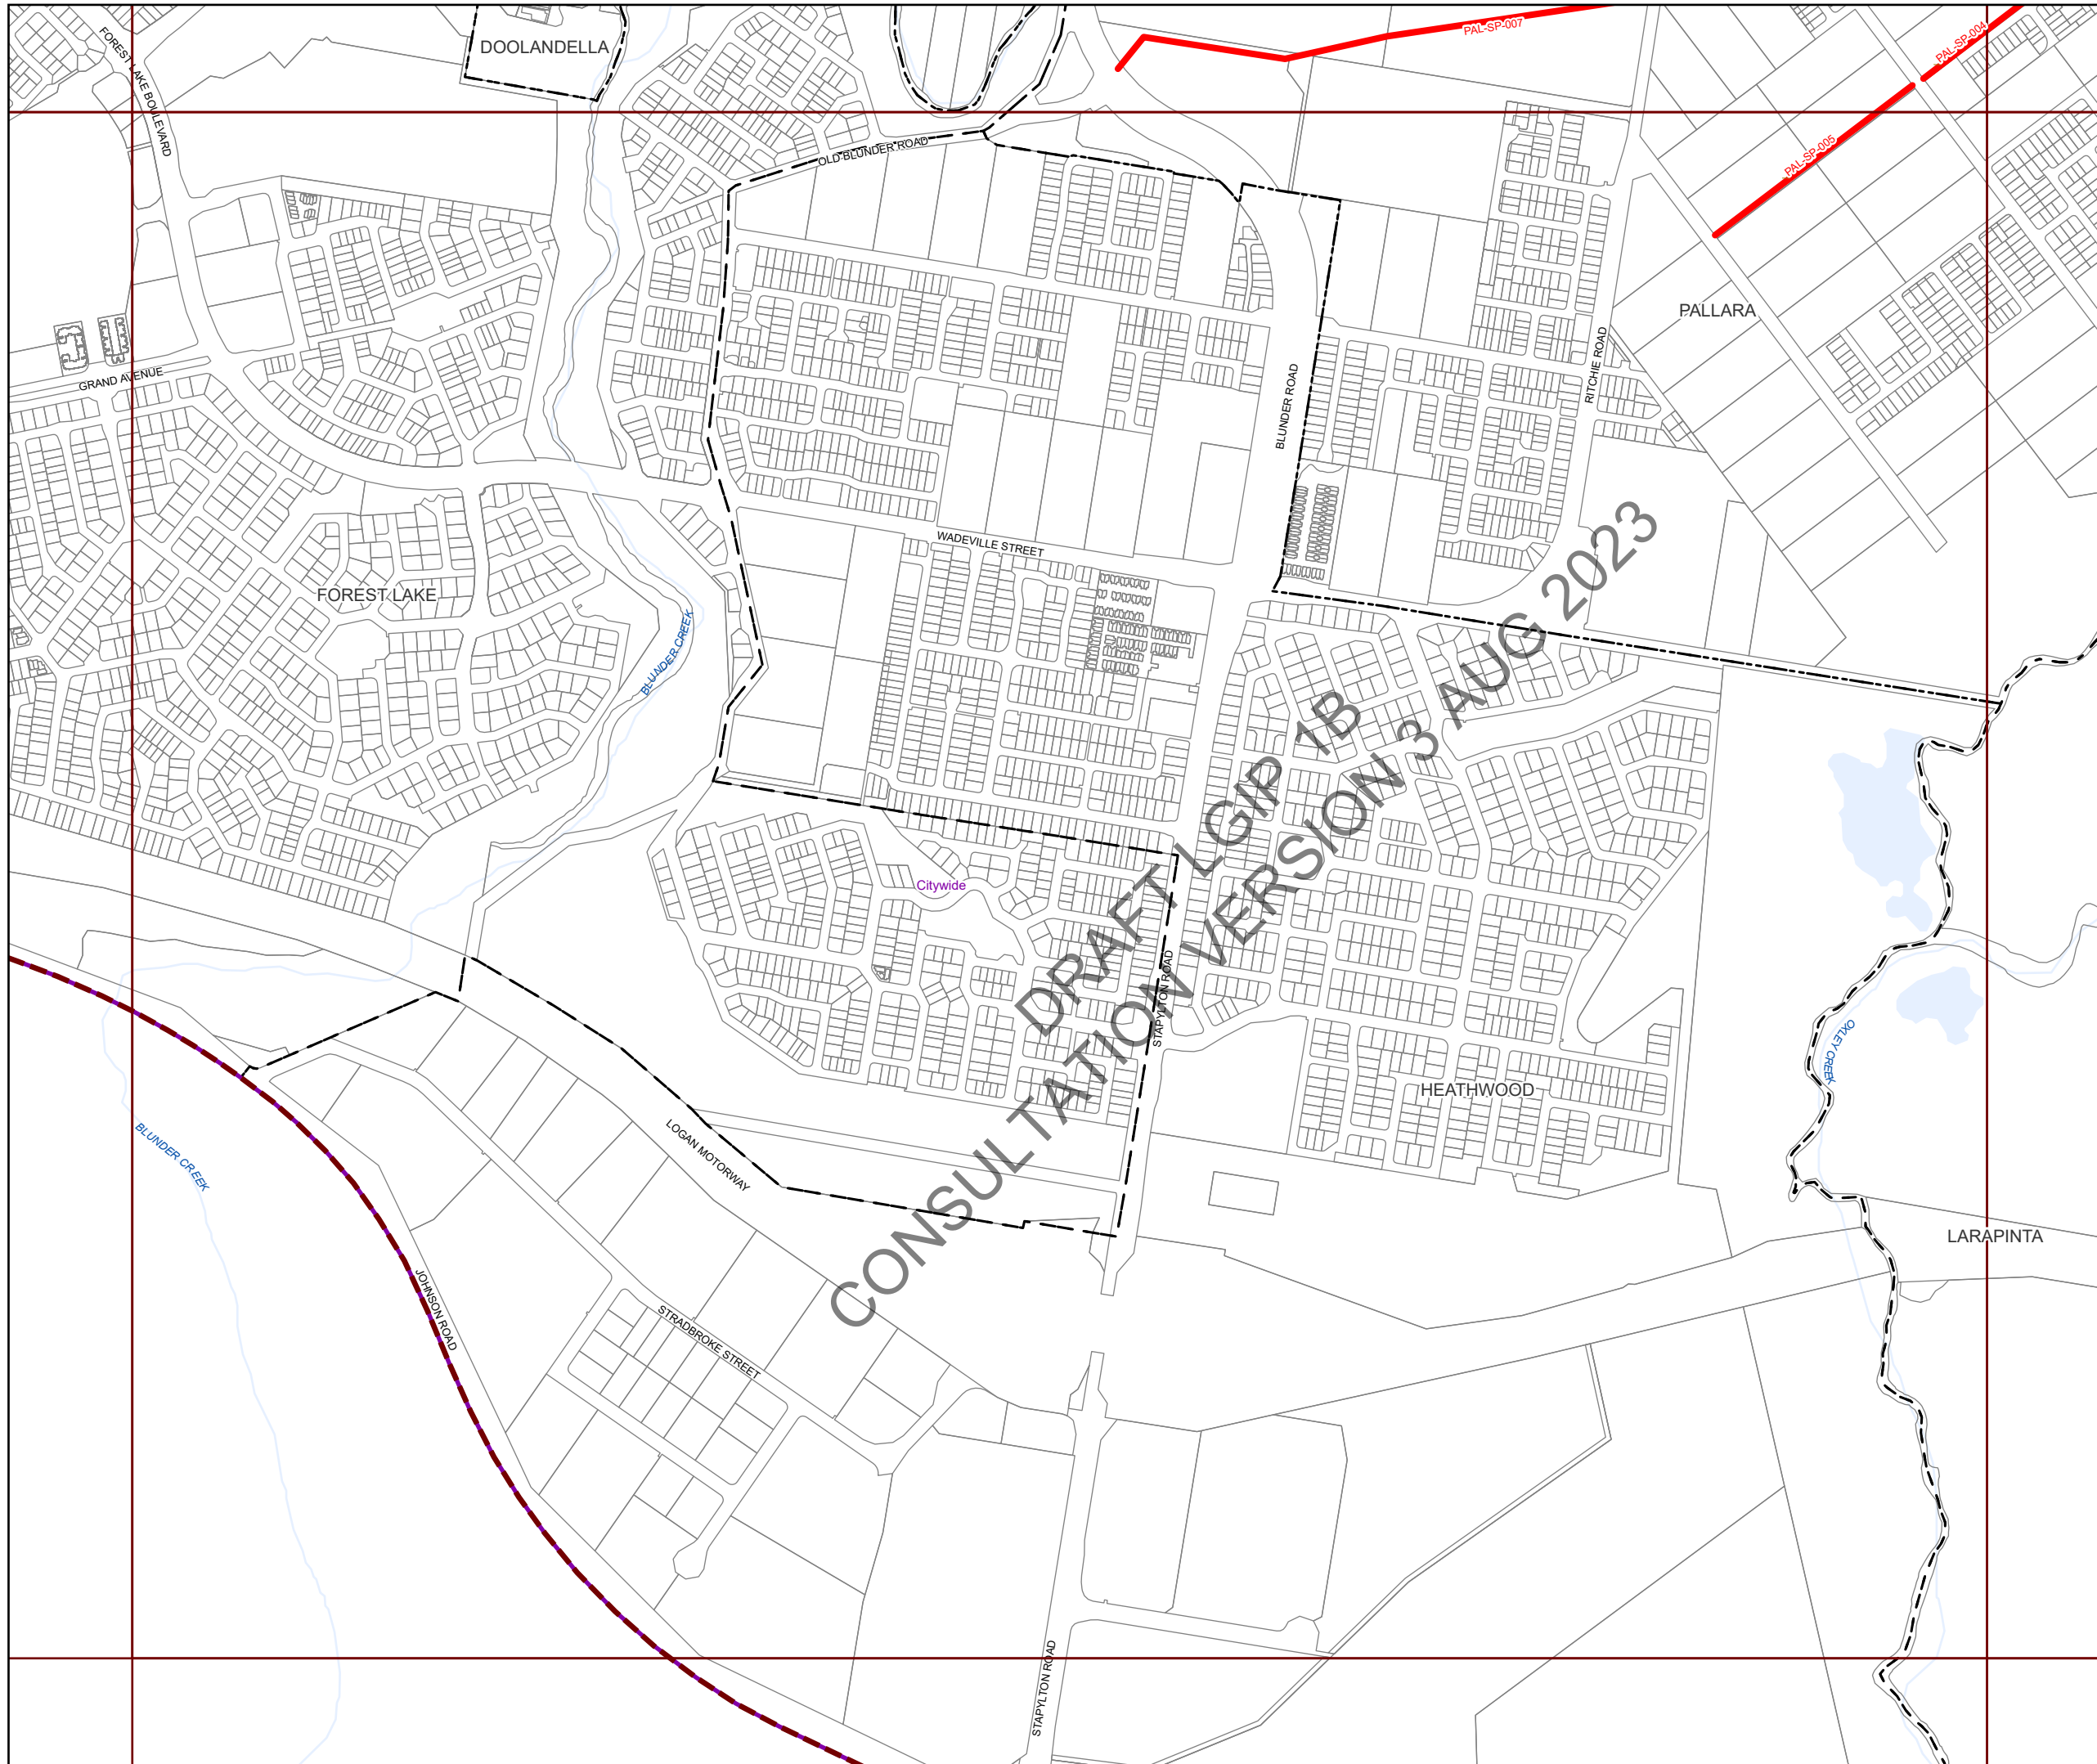 DOOLANDELLA
PAL-SP-007
PAL-SP-004
FOREST LAKE BOULEVARD
OLD BLUNDER ROAD
PAL-SP-005
PALLARA
RITCHIE ROAD
GRAND AVENUE
BLUNDER ROAD
WADEVILLE STREET
FOREST LAKE
BLUNDER CREEK
Citywide
DRAFT LGIP 1B
CONSULTATION VERSION 3 AUG 2023
STAPYLTON ROAD
OXLEY CREEK
HEATHWOOD
BLUNDER CREEK
LOGAN MOTORWAY
LARAPINTA
JOHNSON ROAD
STRADBROKE STREET
STAPYLTON ROAD